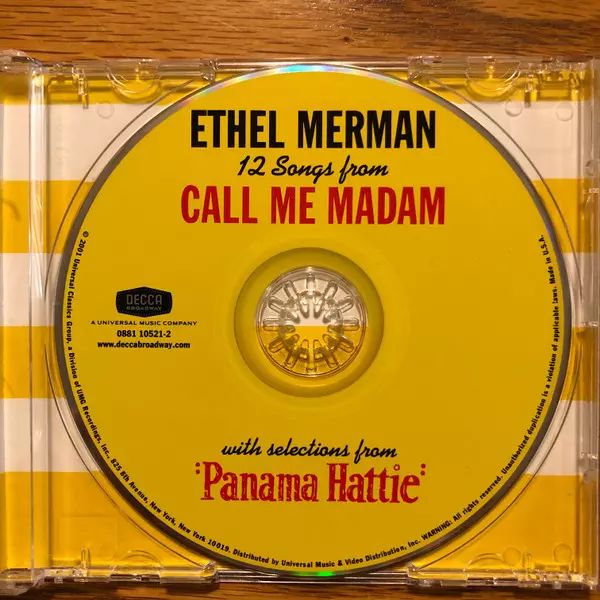 ETHEL MERMAN
12 Songs from
CALL ME MADAM
DECCA
BROADWAY
A UNIVERSAL MUSIC COMPANY
0881 10521-2
www.deccabroadway.com
with selections from
"Panama Hattie"
℗ 2001 Universal Classics Group, a Division of UMG Recordings, Inc., 825 8th Avenue, New York, New York 10019. Distributed by Universal Music & Video Distribution, Inc. WARNING: All rights reserved. Unauthorized duplication is a violation of applicable laws. Made in U.S.A.